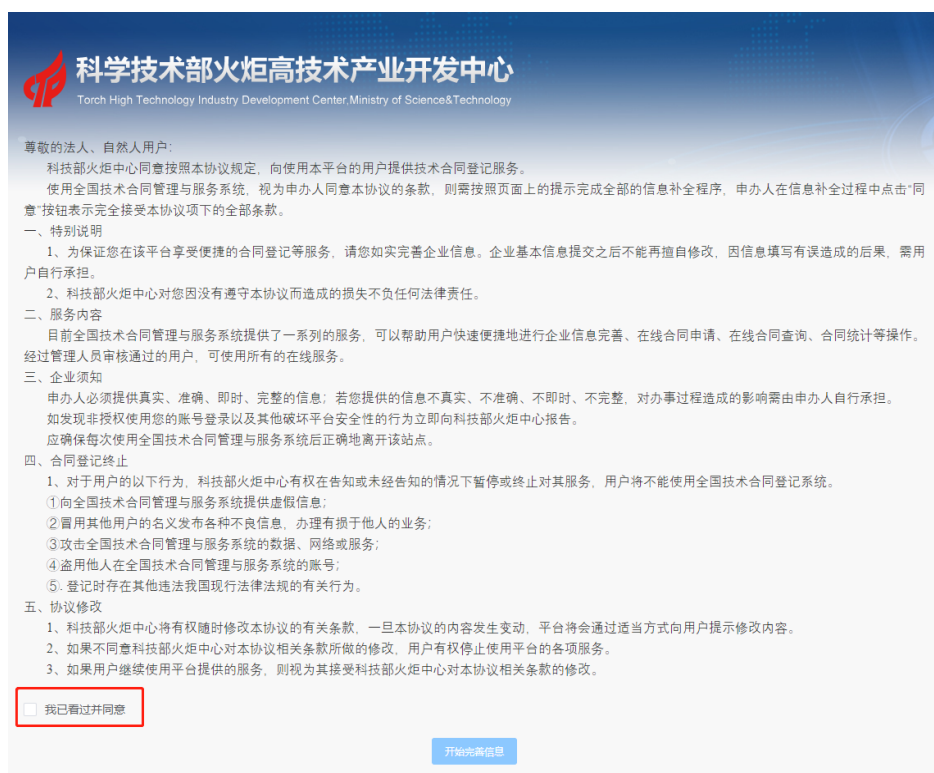 科学技术部火炬高技术产业开发中心
Torch High Technology Industry Development Center,Ministry of Science&Technology
尊敬的法人、自然人用户：
科技部火炬中心同意按照本协议规定，向使用本平台的用户提供技术合同登记服务。
使用全国技术合同管理与服务系统，视为申办人同意本协议的条款，则需按照页面上的提示完成全部的信息补全程序，申办人在信息补全过程中点击“同
意”按钮表示完全接受本协议项下的全部条款。
一、特别说明
1、为保证您在该平台享受便捷的合同登记等服务，请您如实完善企业信息。企业基本信息提交之后不能再擅自修改，因信息填写有误造成的后果，需用
户自行承担。
2、科技部火炬中心对您因没有遵守本协议而造成的损失不负任何法律责任。
二、服务内容
目前全国技术合同管理与服务系统提供了一系列的服务，可以帮助用户快速便捷地进行企业信息完善、在线合同申请、在线合同查询、合同统计等操作。
经过管理人员审核通过的用户，可使用所有的在线服务。
三、企业须知
申办人必须提供真实、准确、即时、完整的信息；若您提供的信息不真实、不准确、不即时、不完整，对办事过程造成的影响需由申办人自行承担。
如发现非授权使用您的账号登录以及其他破坏平台安全性的行为立即向科技部火炬中心报告。
应确保每次使用全国技术合同管理与服务系统后正确地离开该站点。
四、合同登记终止
1、对于用户的以下行为，科技部火炬中心有权在告知或未经告知的情况下暂停或终止对其服务，用户将不能使用全国技术合同登记系统。
①向全国技术合同管理与服务系统提供虚假信息；
②冒用其他用户的名义发布各种不良信息，办理有损于他人的业务；
③攻击全国技术合同管理与服务系统的数据、网络或服务；
④盗用他人在全国技术合同管理与服务系统的账号；
⑤. 登记时存在其他违法我国现行法律法规的有关行为。
五、协议修改
1、科技部火炬中心将有权随时修改本协议的有关条款，一旦本协议的内容发生变动，平台将会通过适当方式向用户提示修改内容。
2、如果不同意科技部火炬中心对本协议相关条款所做的修改，用户有权停止使用平台的各项服务。
3、如果用户继续使用平台提供的服务，则视为其接受科技部火炬中心对本协议相关条款的修改。
我已看过并同意
开始完善信息